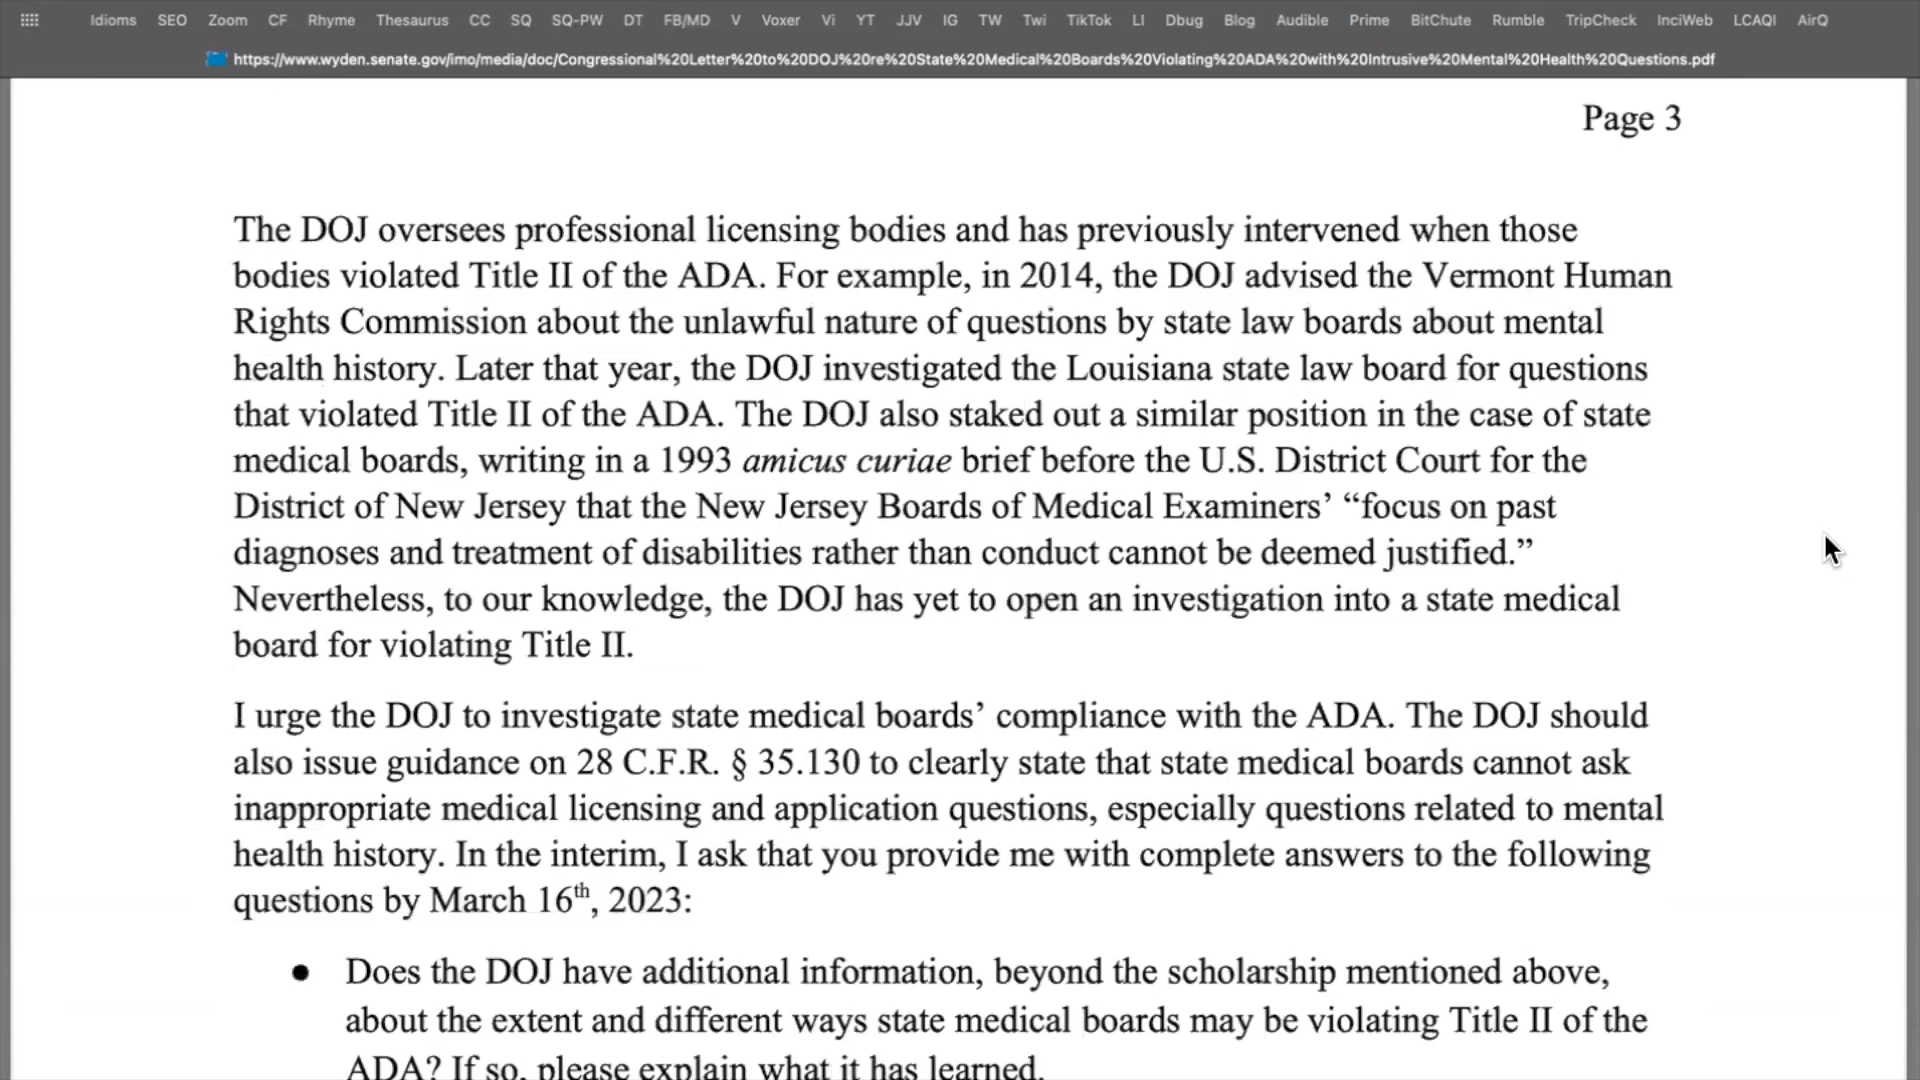 Idioms SEO Zoom CF Rhyme Thesaurus CC SQ SQ-PW DT FB/MD V Voxer Vi YT JJV IG TW Twi TikTok LI Dbug Blog Audible Prime BitChute Rumble TripCheck InciWeb LCAQI AirQ
https://www.wyden.senate.gov/imo/media/doc/Congressional%20Letter%20to%20DOJ%20re%20State%20Medical%20Boards%20Violating%20ADA%20with%20Intrusive%20Mental%20Health%20Questions.pdf
Page 3
The DOJ oversees professional licensing bodies and has previously intervened when those
bodies violated Title II of the ADA. For example, in 2014, the DOJ advised the Vermont Human
Rights Commission about the unlawful nature of questions by state law boards about mental
health history. Later that year, the DOJ investigated the Louisiana state law board for questions
that violated Title II of the ADA. The DOJ also staked out a similar position in the case of state
medical boards, writing in a 1993 amicus curiae brief before the U.S. District Court for the
District of New Jersey that the New Jersey Boards of Medical Examiners’ “focus on past
diagnoses and treatment of disabilities rather than conduct cannot be deemed justified.”
Nevertheless, to our knowledge, the DOJ has yet to open an investigation into a state medical
board for violating Title II.
I urge the DOJ to investigate state medical boards’ compliance with the ADA. The DOJ should
also issue guidance on 28 C.F.R. § 35.130 to clearly state that state medical boards cannot ask
inappropriate medical licensing and application questions, especially questions related to mental
health history. In the interim, I ask that you provide me with complete answers to the following
questions by March 16th, 2023:
● Does the DOJ have additional information, beyond the scholarship mentioned above,
about the extent and different ways state medical boards may be violating Title II of the
ADA? If so, please explain what it has learned.